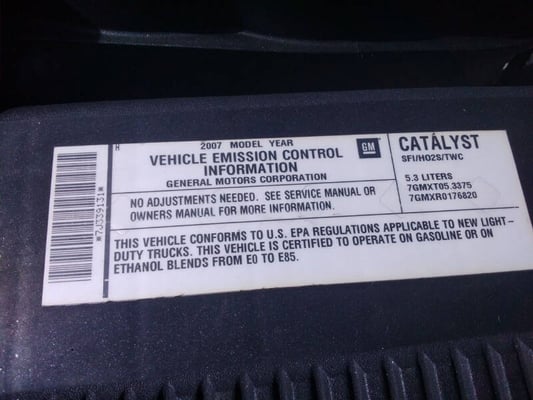 H
2007 MODEL YEAR
VEHICLE EMISSION CONTROL
INFORMATION
GENERAL MOTORS CORPORATION
GM
NO ADJUSTMENTS NEEDED. SEE SERVICE MANUAL OR
OWNERS MANUAL FOR MORE INFORMATION.
CATALYST
SFI/HO2S/TWC
5.3 LITERS
7GMXT05.3375
7GMXR0176820
THIS VEHICLE CONFORMS TO U.S. EPA REGULATIONS APPLICABLE TO NEW LIGHT-
DUTY TRUCKS. THIS VEHICLE IS CERTIFIED TO OPERATE ON GASOLINE OR ON
ETHANOL BLENDS FROM E0 TO E85.